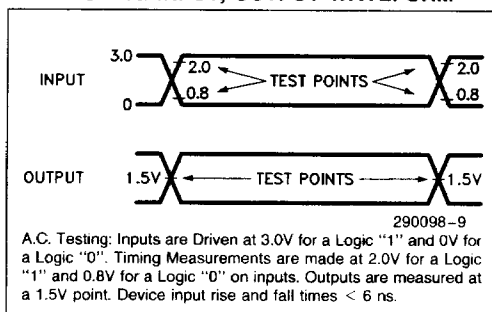 3.0
2.0
2.0
INPUT
TEST POINTS
0.8
0.8
0
OUTPUT
1.5V
TEST POINTS
1.5V
290098-9
A.C. Testing: Inputs are Driven at 3.0V for a Logic "1" and 0V for
a Logic "0". Timing Measurements are made at 2.0V for a Logic
"1" and 0.8V for a Logic "0" on inputs. Outputs are measured at
a 1.5V point. Device input rise and fall times < 6 ns.